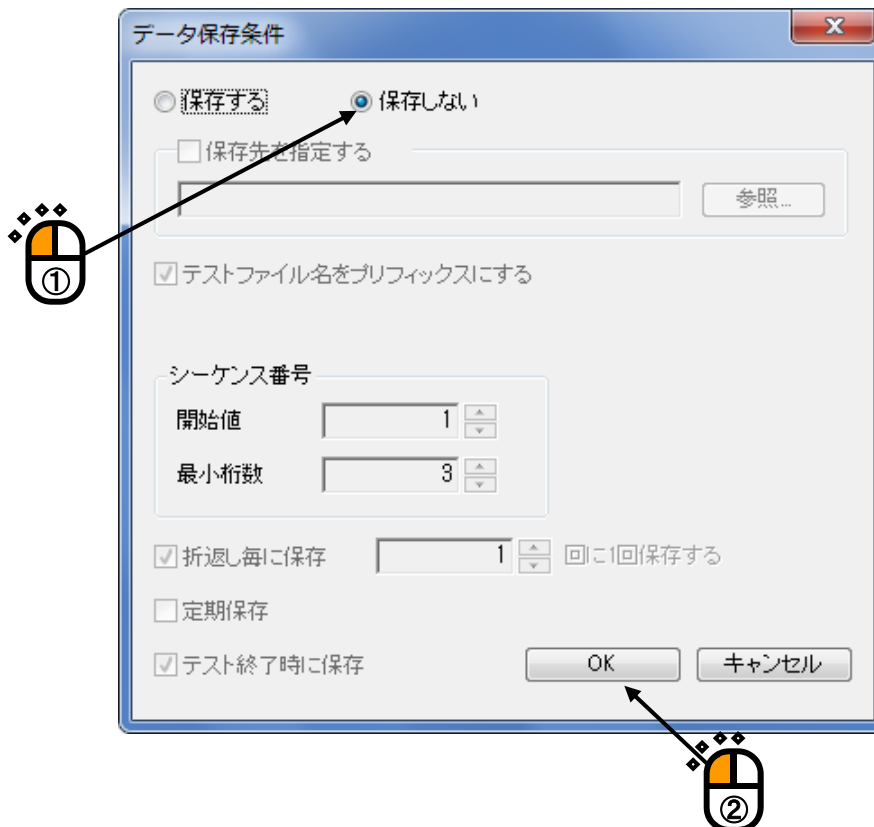 データ保存条件
保存する 保存しない
保存先を指定する
参照...
①
テストファイル名をプリフィックスにする
シーケンス番号
開始値 1
最小桁数 3
折返し毎に保存 1 回に1回保存する
定期保存
テスト終了時に保存 OK キャンセル
②